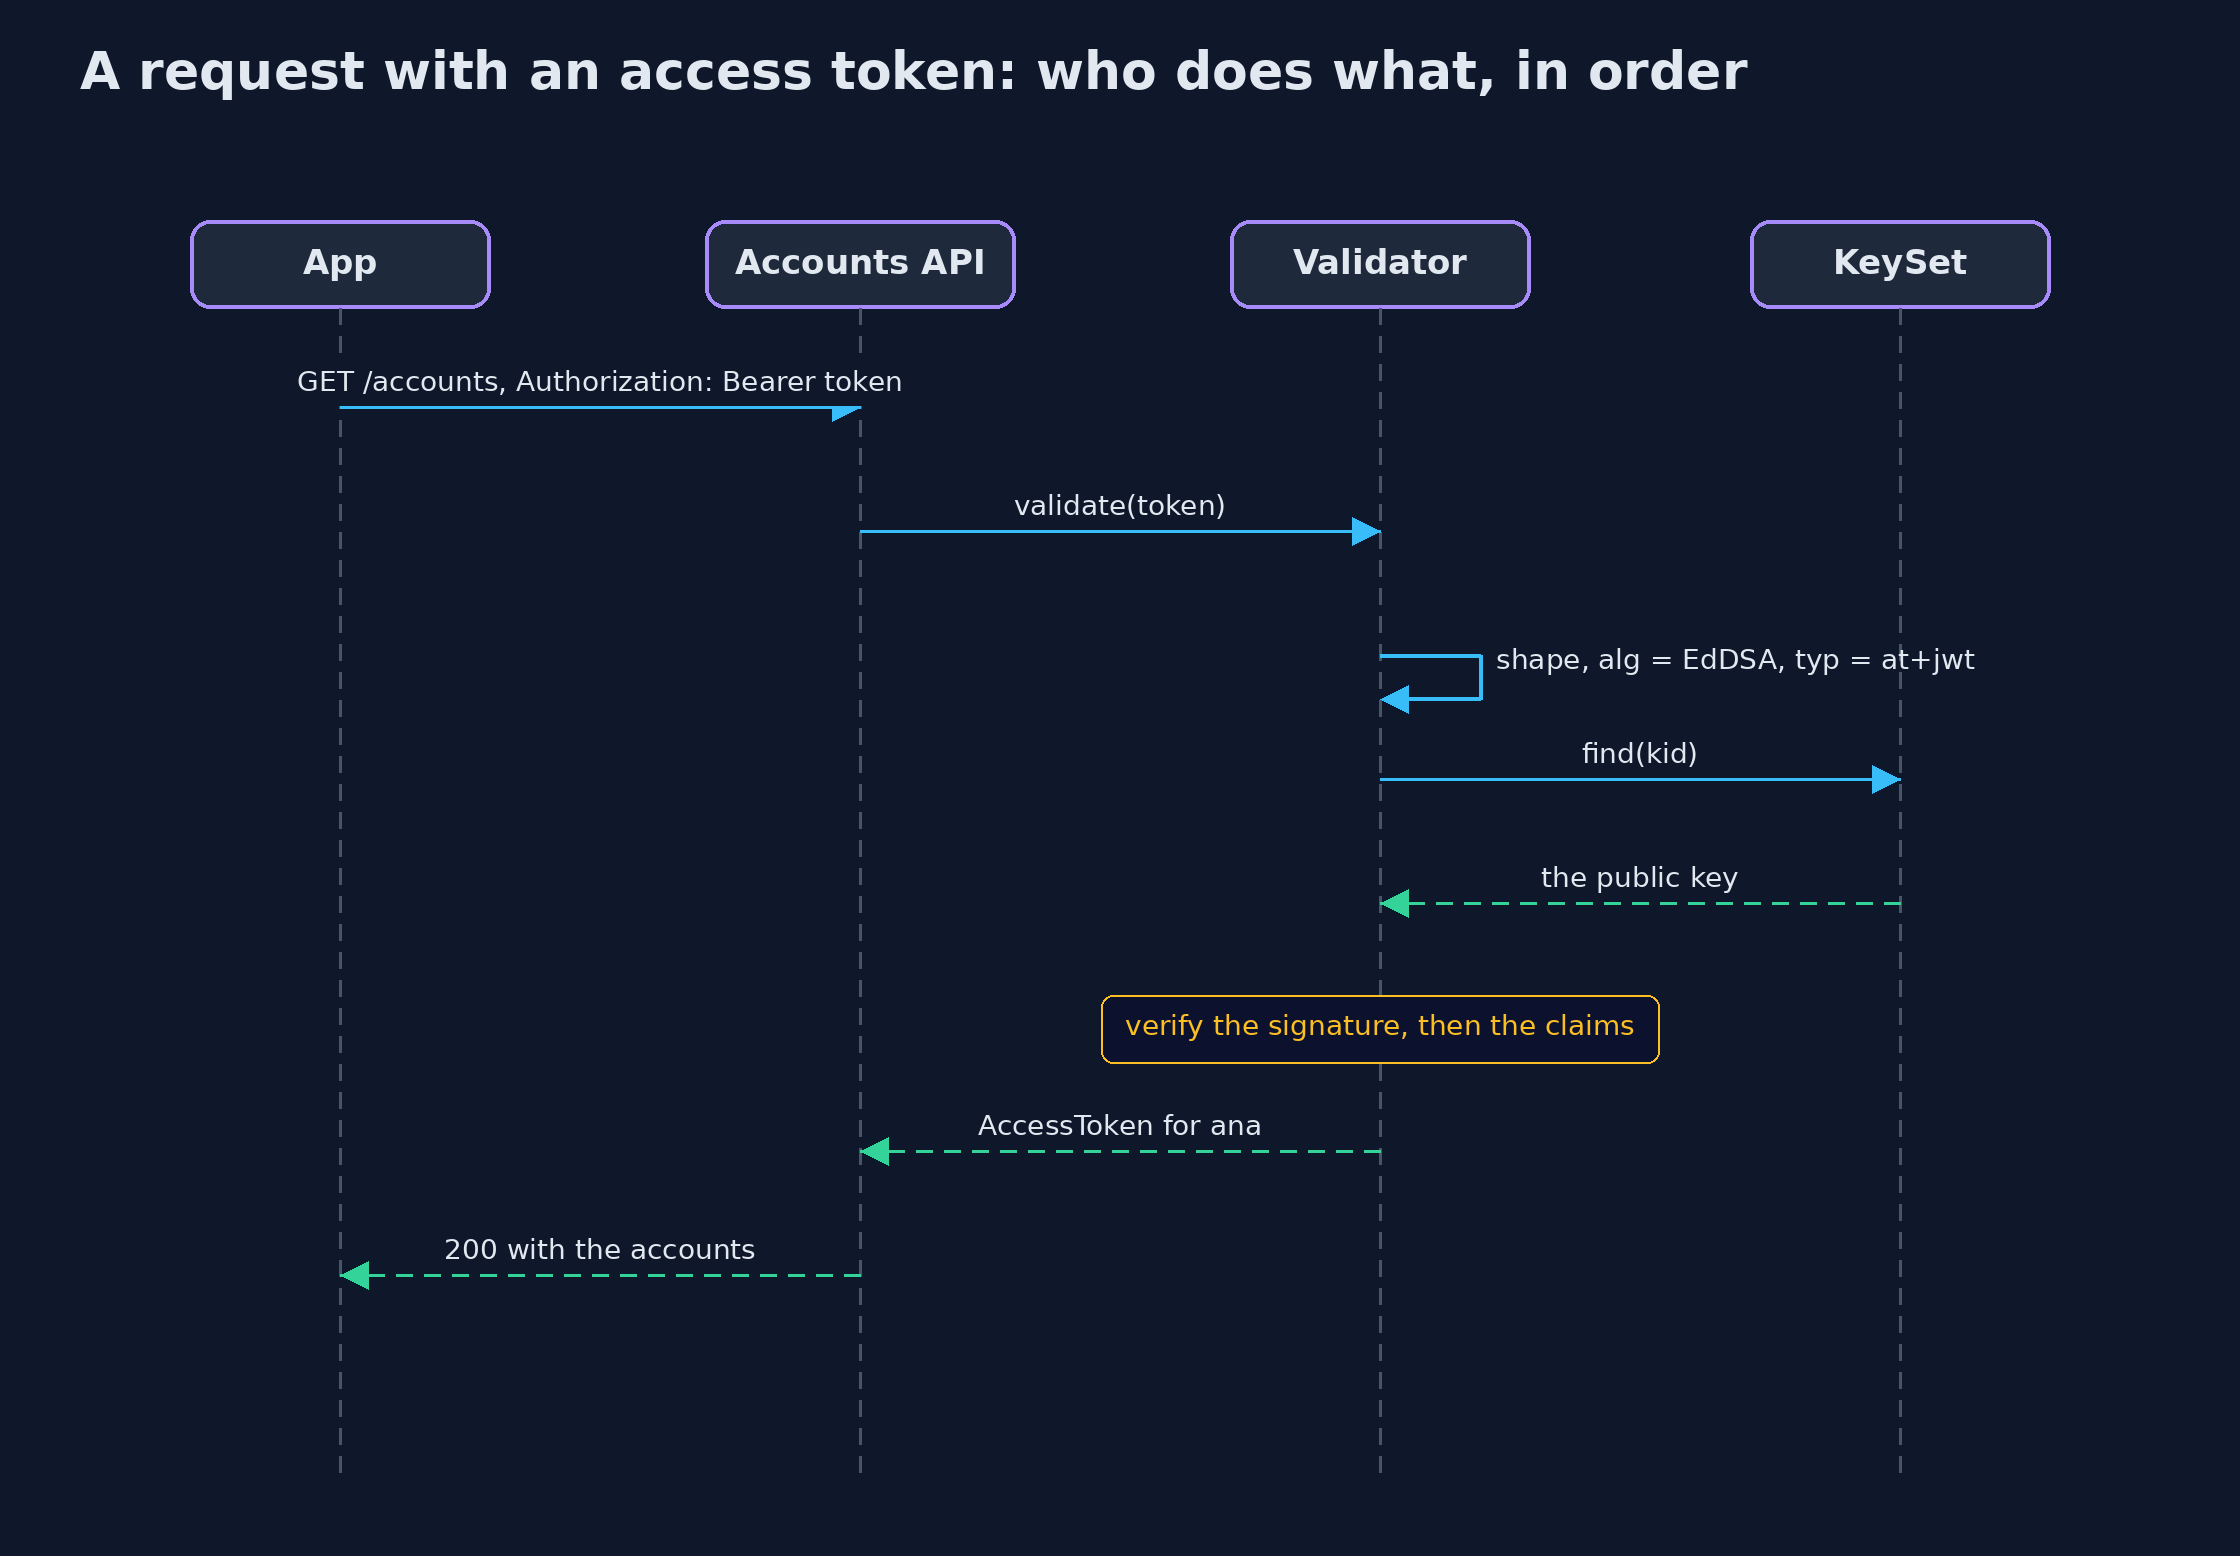 A request with an access token: who does what, in order
App
Accounts API
Validator
KeySet
GET /accounts, Authorization: Bearer token
validate(token)
shape, alg = EdDSA, typ = at+jwt
find(kid)
the public key
verify the signature, then the claims
AccessToken for ana
200 with the accounts